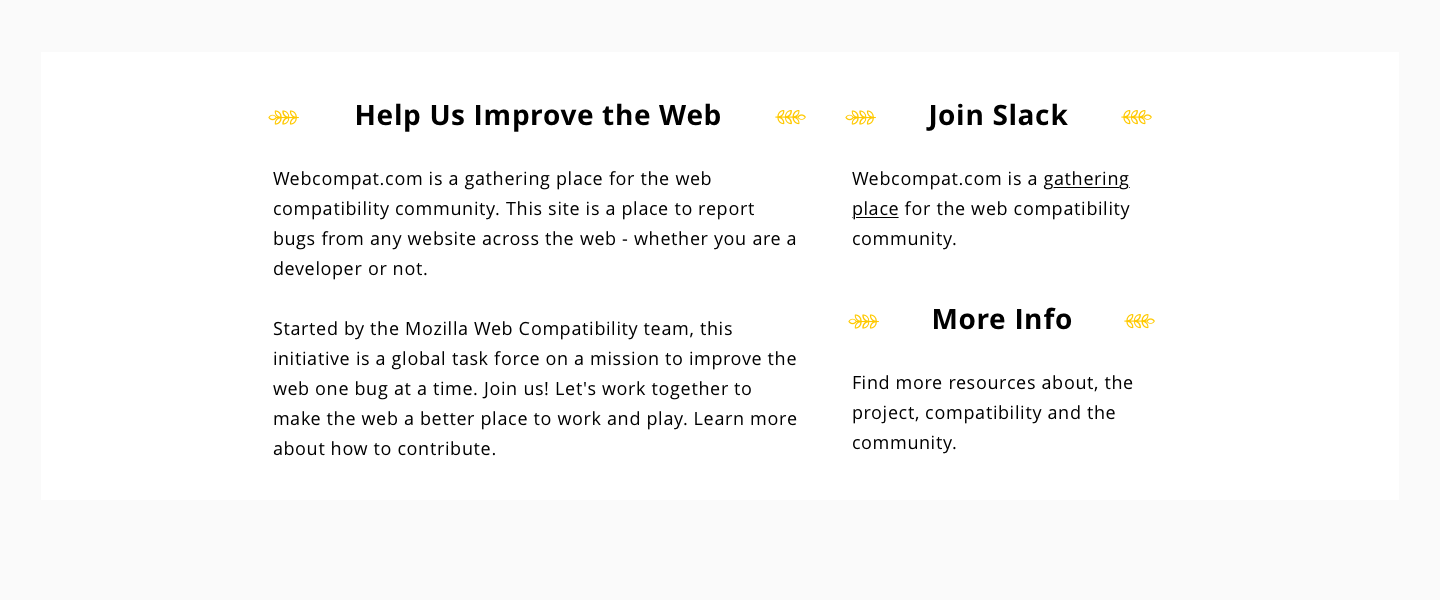 Help Us Improve the Web
Webcompat.com is a gathering place for the web
compatibility community. This site is a place to report
bugs from any website across the web - whether you are a
developer or not.
Started by the Mozilla Web Compatibility team, this
initiative is a global task force on a mission to improve the
web one bug at a time. Join us! Let's work together to
make the web a better place to work and play. Learn more
about how to contribute.
Join Slack
Webcompat.com is a gathering
place for the web compatibility
community.
More Info
Find more resources about, the
project, compatibility and the
community.